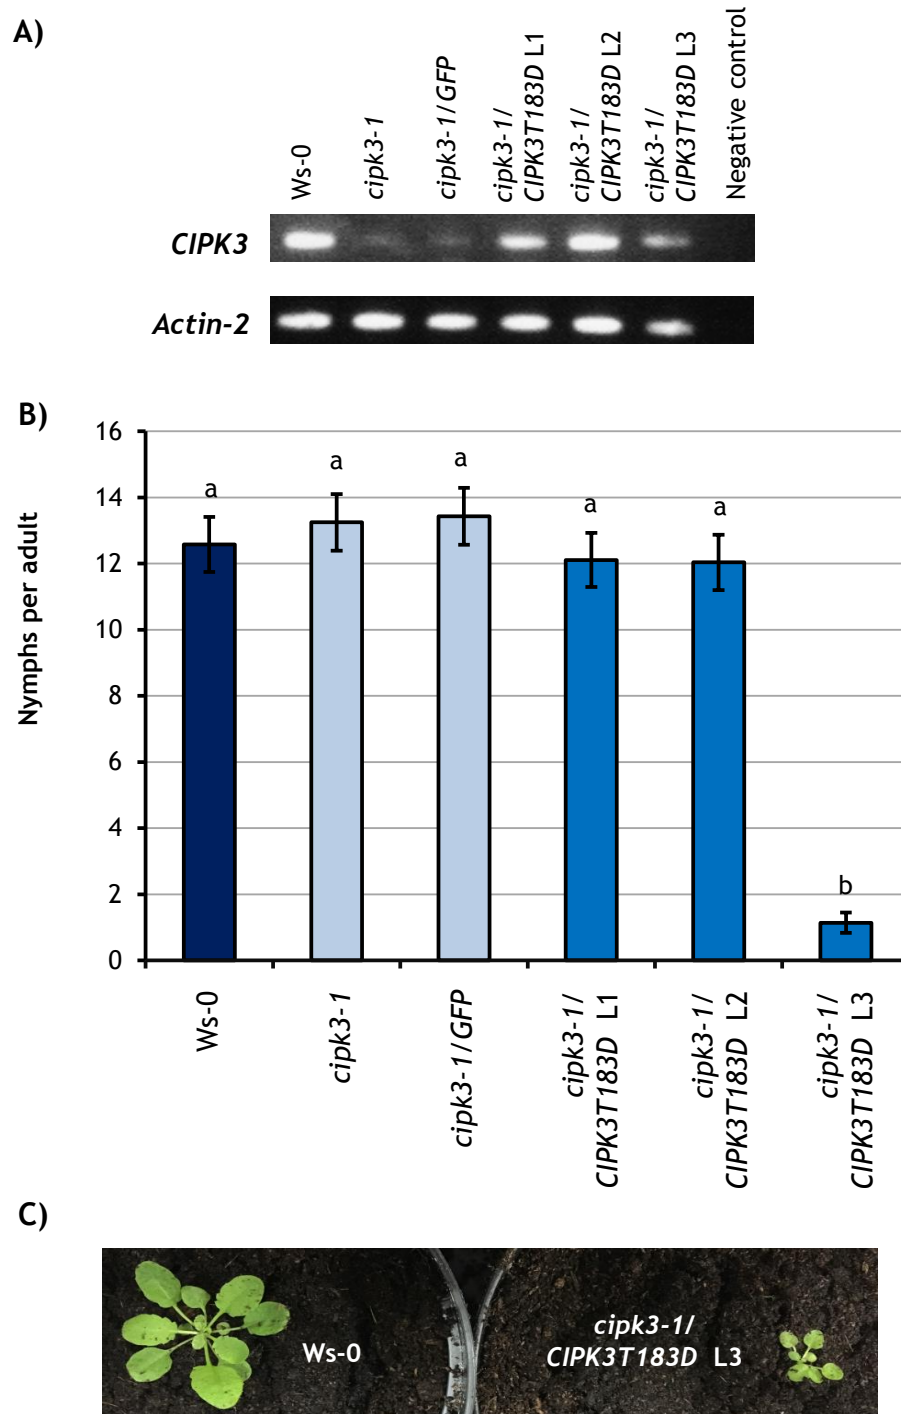 A)
Ws-0
cipk3-1
cipk3-1/GFP
cipk3-1/
CIPK3T183D L1
cipk3-1/
CIPK3T183D L2
cipk3-1/
CIPK3T183D L3
Negative control
CIPK3
Actin-2
B)
16
14
12
10
8
6
4
2
0
Nymphs per adult
a
a
a
a
a
b
Ws-0
cipk3-1
cipk3-1/GFP
cipk3-1/
CIPK3T183D L1
cipk3-1/
CIPK3T183D L2
cipk3-1/
CIPK3T183D L3
C)
Ws-0
cipk3-1/
CIPK3T183D L3